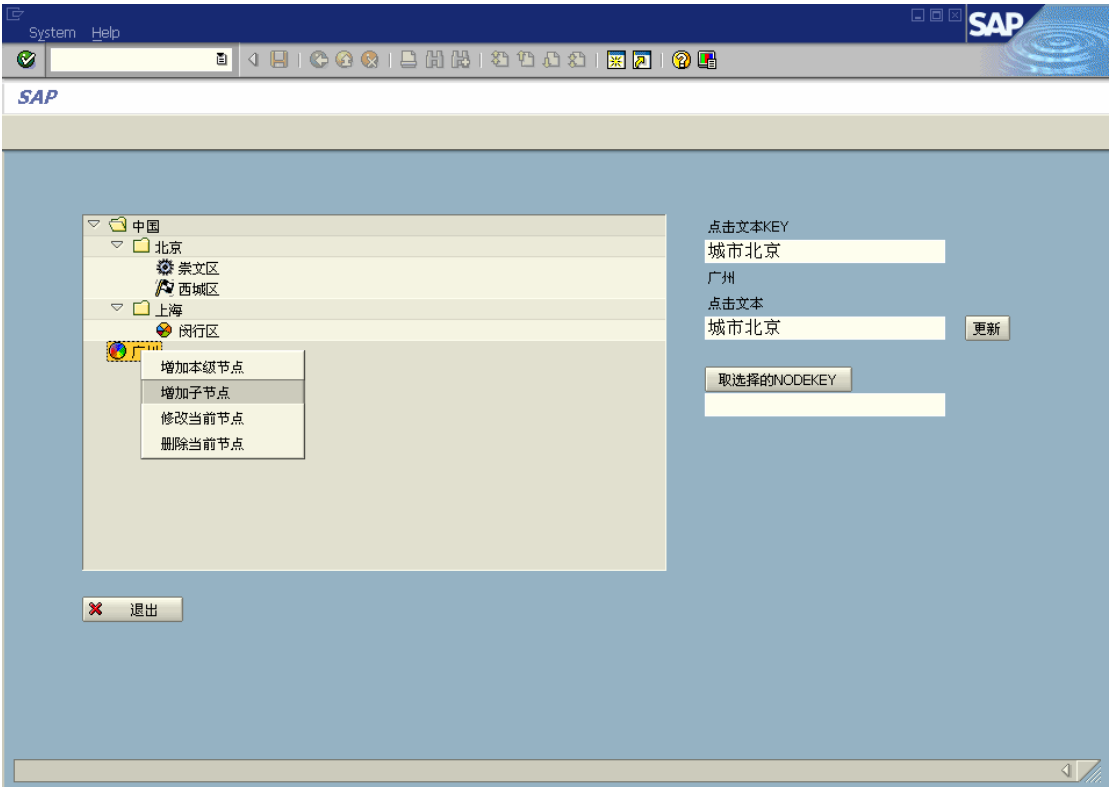 System Help
SAP
SAP
中国
北京
崇文区
西城区
上海
闵行区
广州
增加本级节点
增加子节点
修改当前节点
删除当前节点
点击文本KEY
城市北京
广州
点击文本
城市北京
更新
取选择的NODEKEY
退出